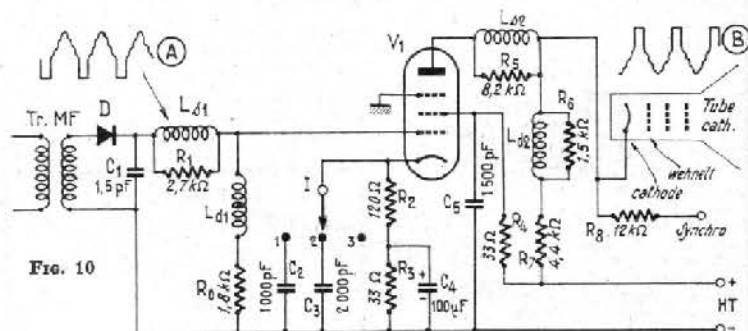 A
B
V1
Ld2
R5
8,2 kΩ
R6
1,5 kΩ
Tube
cath.
wehnelt
cathode
Tr. MF
D
Ld1
R1
2,7 kΩ
C1
1,5 pF
Ld2
C5
1500 pF
I
R2
120 Ω
R8
12 kΩ
Synchro
Ld1
R4
33 Ω
R7
4,4 kΩ
1
2
3
Fig. 10
R0
1,8 kΩ
C2
1000 pF
C3
2000 pF
R3
33 Ω
+
-
C4
100 µF
+
HT
-